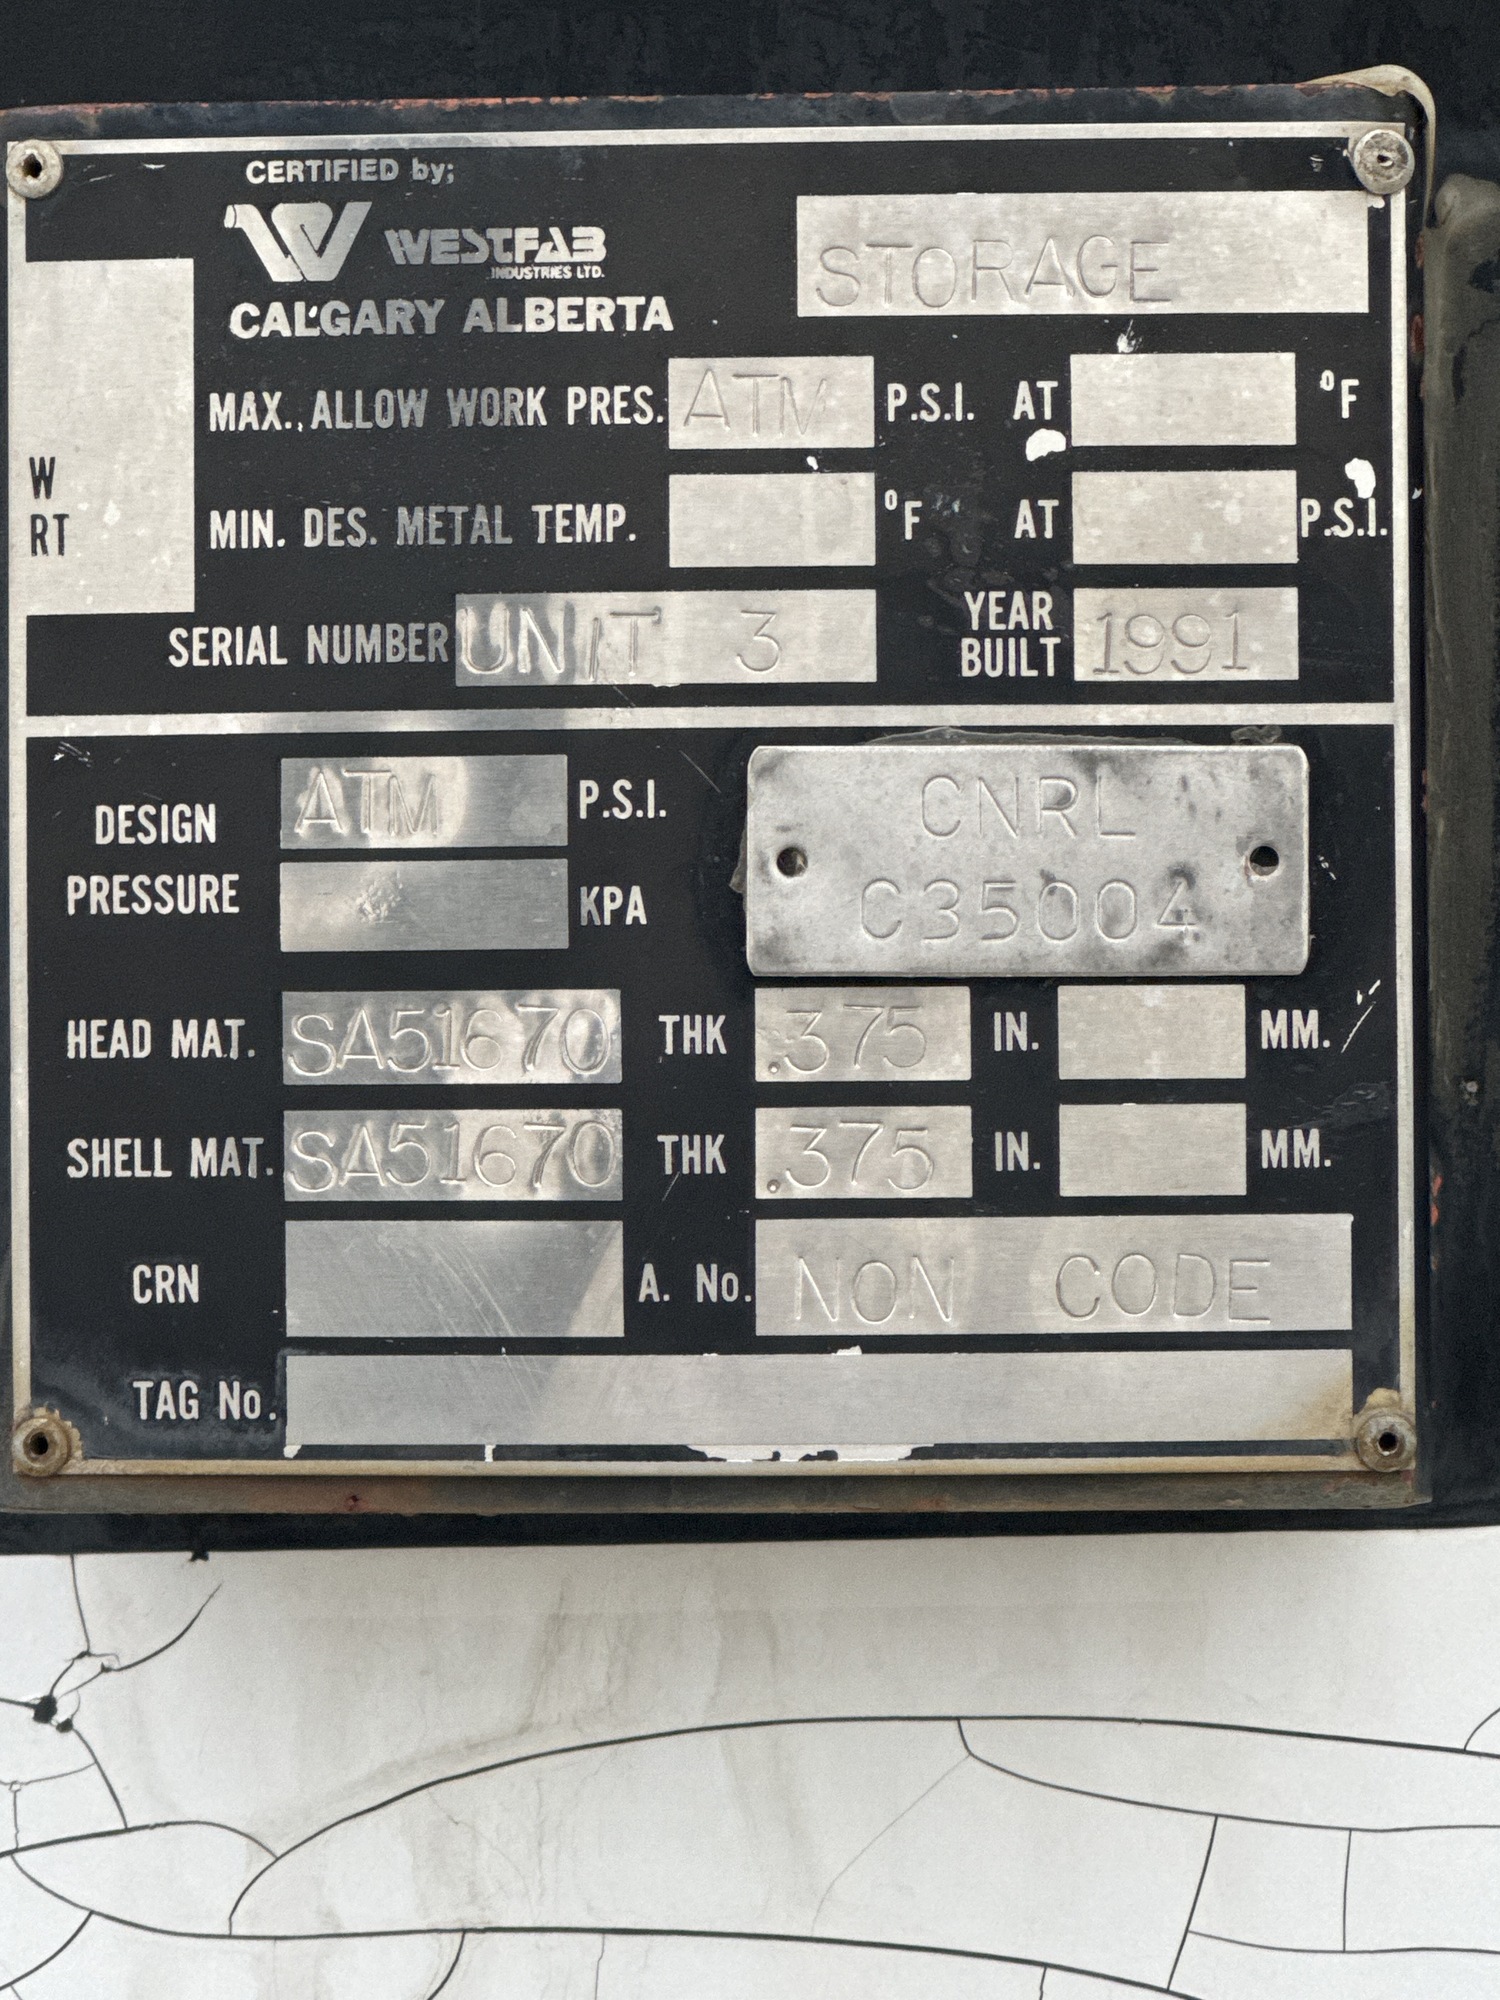 CERTIFIED by;
WESTFAB
INDUSTRIES LTD.
CALGARY ALBERTA
STORAGE
MAX. ALLOW WORK PRES. ATM P.S.I. AT °F
W
RT
MIN. DES. METAL TEMP. °F AT P.S.I.
SERIAL NUMBER UNIT 3 YEAR BUILT 1991
DESIGN PRESSURE ATM P.S.I.
KPA
CNRL
C35004
HEAD MAT. SA51670 THK .375 IN. MM.
SHELL MAT. SA51670 THK .375 IN. MM.
CRN A. No. NON CODE
TAG No.